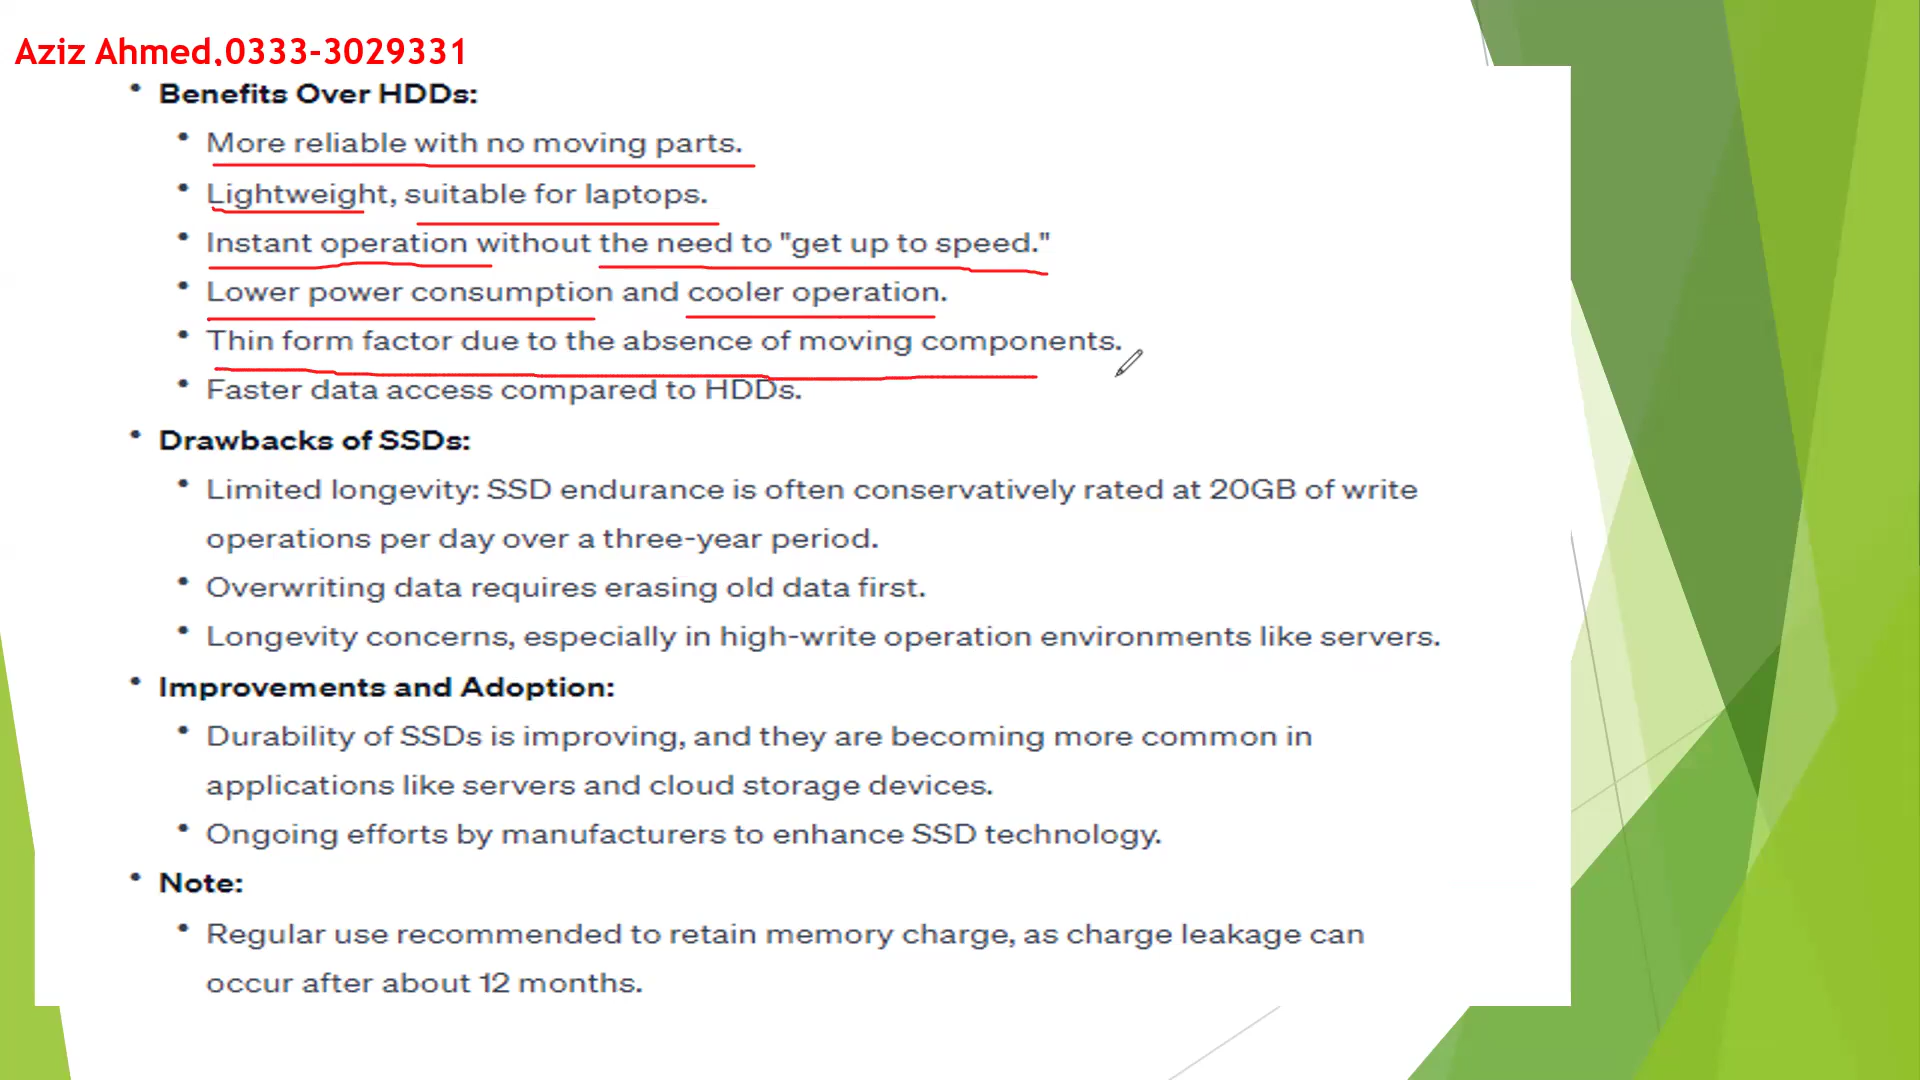 Aziz Ahmed,0333-3029331
• Benefits Over HDDs:
• More reliable with no moving parts.
• Lightweight, suitable for laptops.
• Instant operation without the need to "get up to speed."
• Lower power consumption and cooler operation.
• Thin form factor due to the absence of moving components.
• Faster data access compared to HDDs.
• Drawbacks of SSDs:
• Limited longevity: SSD endurance is often conservatively rated at 20GB of write
operations per day over a three-year period.
• Overwriting data requires erasing old data first.
• Longevity concerns, especially in high-write operation environments like servers.
• Improvements and Adoption:
• Durability of SSDs is improving, and they are becoming more common in
applications like servers and cloud storage devices.
• Ongoing efforts by manufacturers to enhance SSD technology.
• Note:
• Regular use recommended to retain memory charge, as charge leakage can
occur after about 12 months.